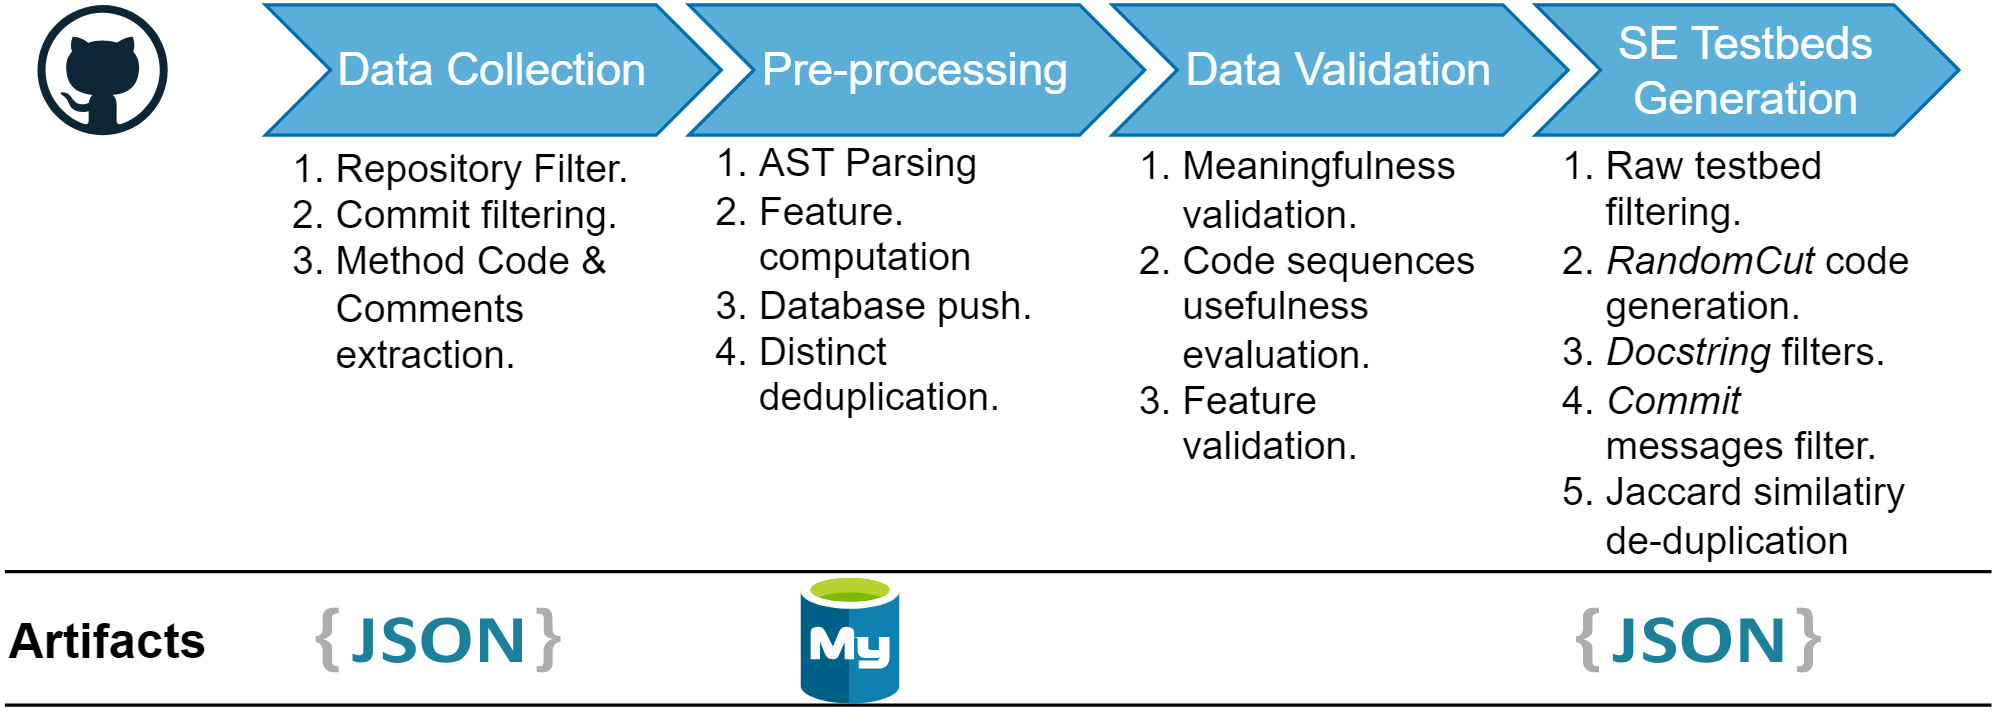 Data Collection
1. Repository Filter.
2. Commit filtering.
3. Method Code &
Comments
extraction.
Pre-processing
1. AST Parsing
2. Feature.
computation
3. Database push.
4. Distinct
deduplication.
Data Validation
1. Meaningfulness
validation.
2. Code sequences
usefulness
evaluation.
3. Feature
validation.
SE Testbeds
Generation
1. Raw testbed
filtering.
2. RandomCut code
generation.
3. Docstring filters.
4. Commit
messages filter.
5. Jaccard similatiry
de-duplication
Artifacts
{JSON}
My
{JSON}